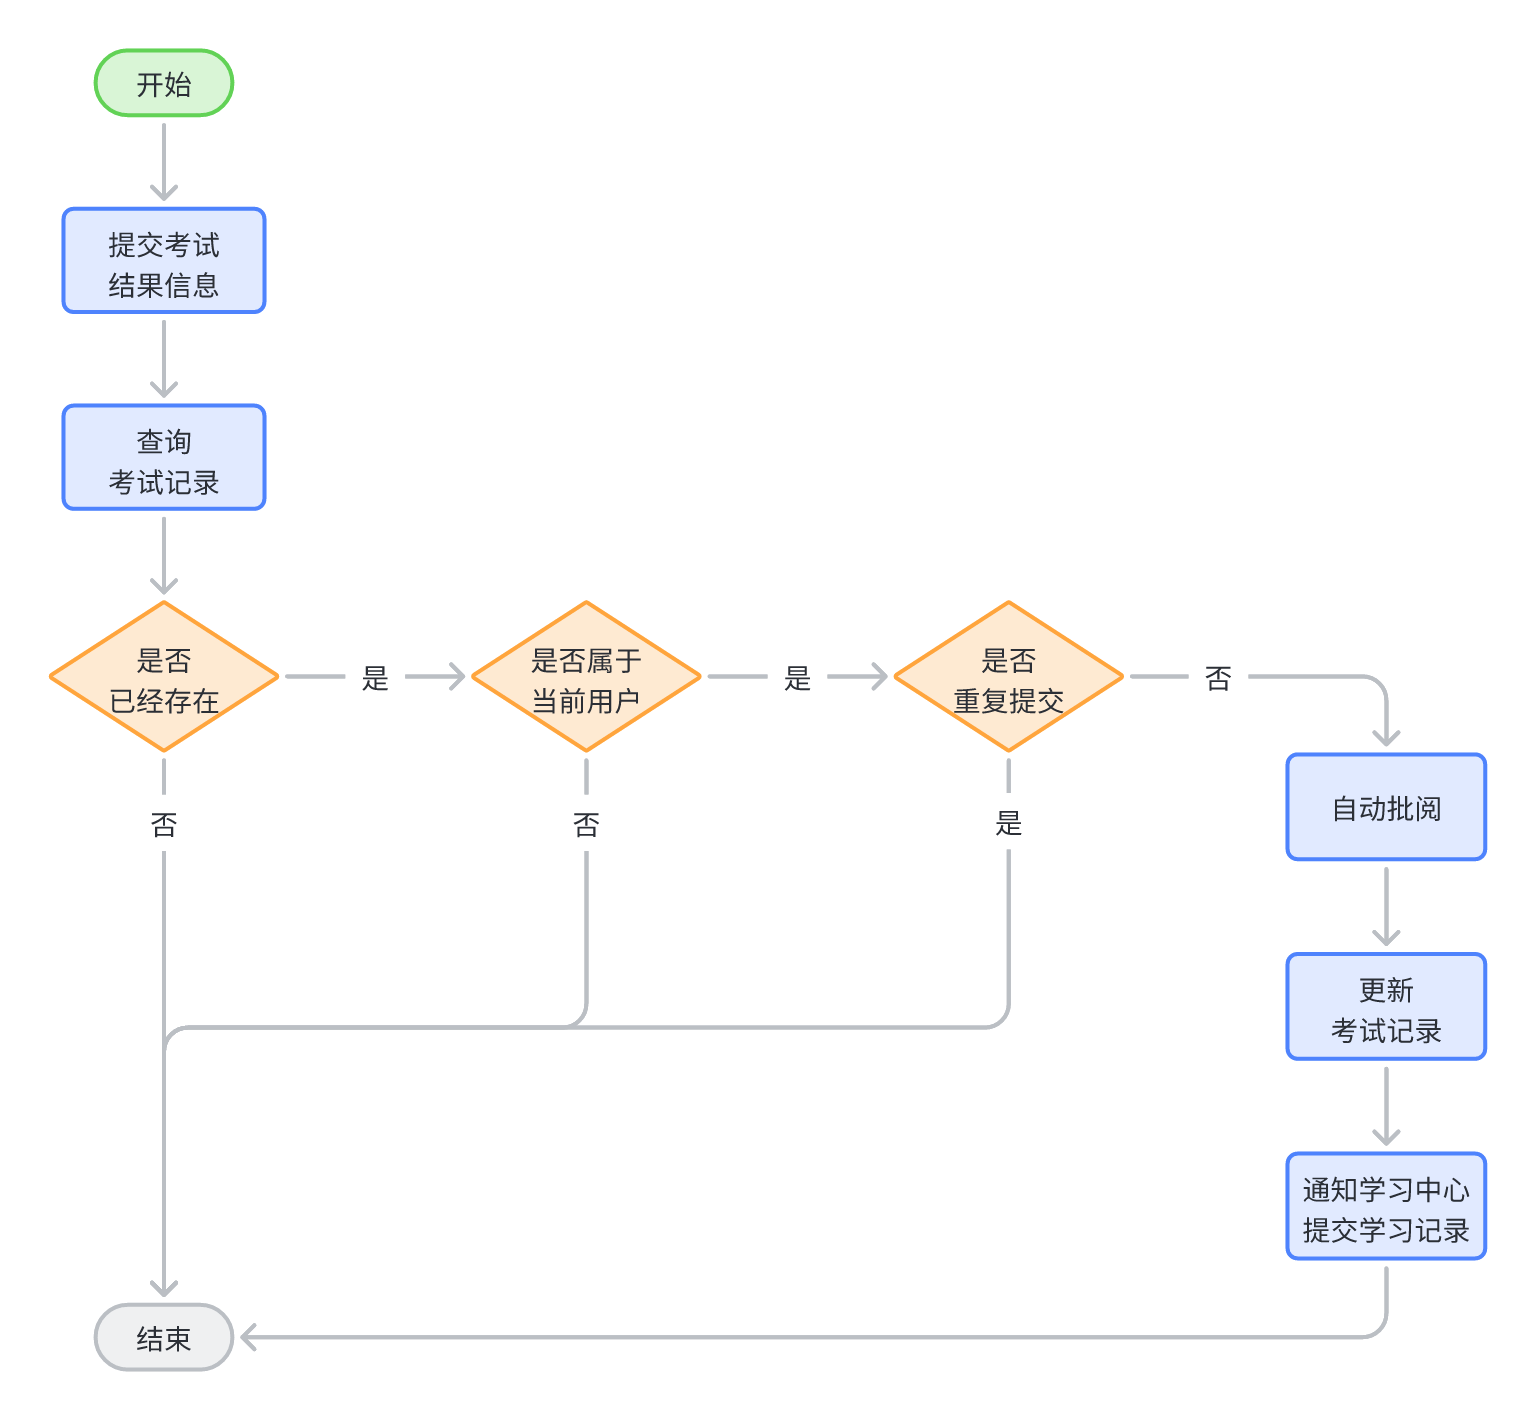 开始
提交考试
结果信息
查询
考试记录
是否
已经存在
是
是否属于
当前用户
是
是否
重复提交
否
否
否
是
自动批阅
更新
考试记录
通知学习中心
提交学习记录
结束